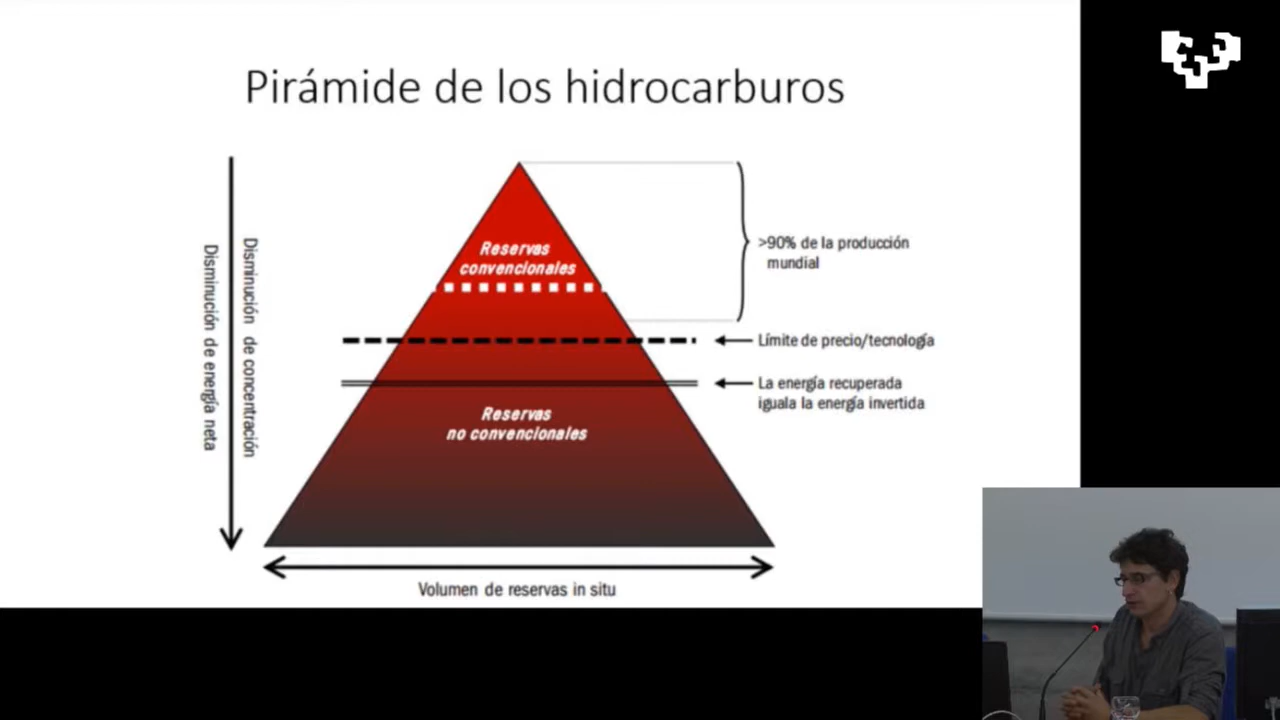 Pirámide de los hidrocarburos
Disminución de energía neta
Disminución de concentración
Reservas
convencionales
>90% de la producción
mundial
Límite de precio/tecnología
La energía recuperada
iguala la energía invertida
Reservas
no convencionales
Volumen de reservas in situ